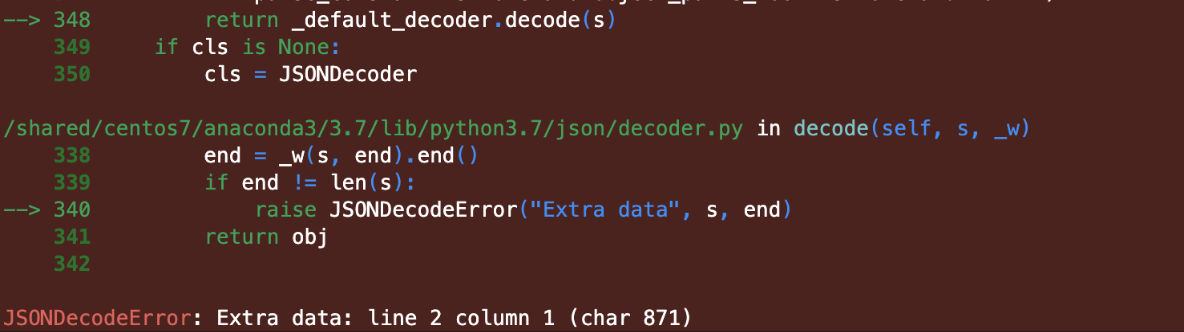 --> 348         return _default_decoder.decode(s)
    349     if cls is None:
    350         cls = JSONDecoder
/shared/centos7/anaconda3/3.7/lib/python3.7/json/decoder.py in decode(self, s, _w)
    338         end = _w(s, end).end()
    339         if end != len(s):
--> 340             raise JSONDecodeError("Extra data", s, end)
    341         return obj
    342
JSONDecodeError: Extra data: line 2 column 1 (char 871)